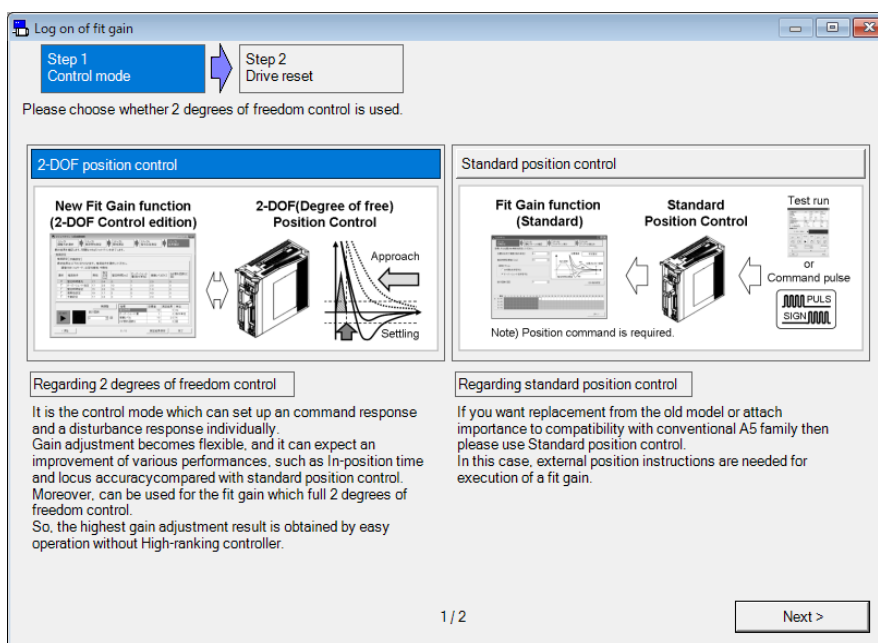 Log on of fit gain
Step 1
Control mode
Step 2
Drive reset
Please choose whether 2 degrees of freedom control is used.
2-DOF position control
New Fit Gain function
(2-DOF Control edition)
2-DOF(Degree of free)
Position Control
Approach
Settling
Standard position control
Fit Gain function
(Standard)
Standard
Position Control
Test run
or
Command pulse
PULS
SIGN
Note) Position command is required.
Regarding 2 degrees of freedom control
It is the control mode which can set up an command response
and a disturbance response individually.
Gain adjustment becomes flexible, and it can expect an
improvement of various performances, such as In-position time
and locus accuracycompared with standard position control.
Moreover, can be used for the fit gain which full 2 degrees of
freedom control.
So, the highest gain adjustment result is obtained by easy
operation without High-ranking controller.
Regarding standard position control
If you want replacement from the old model or attach
importance to compatibility with conventional A5 family then
please use Standard position control.
In this case, external position instructions are needed for
execution of a fit gain.
1 / 2
Next >